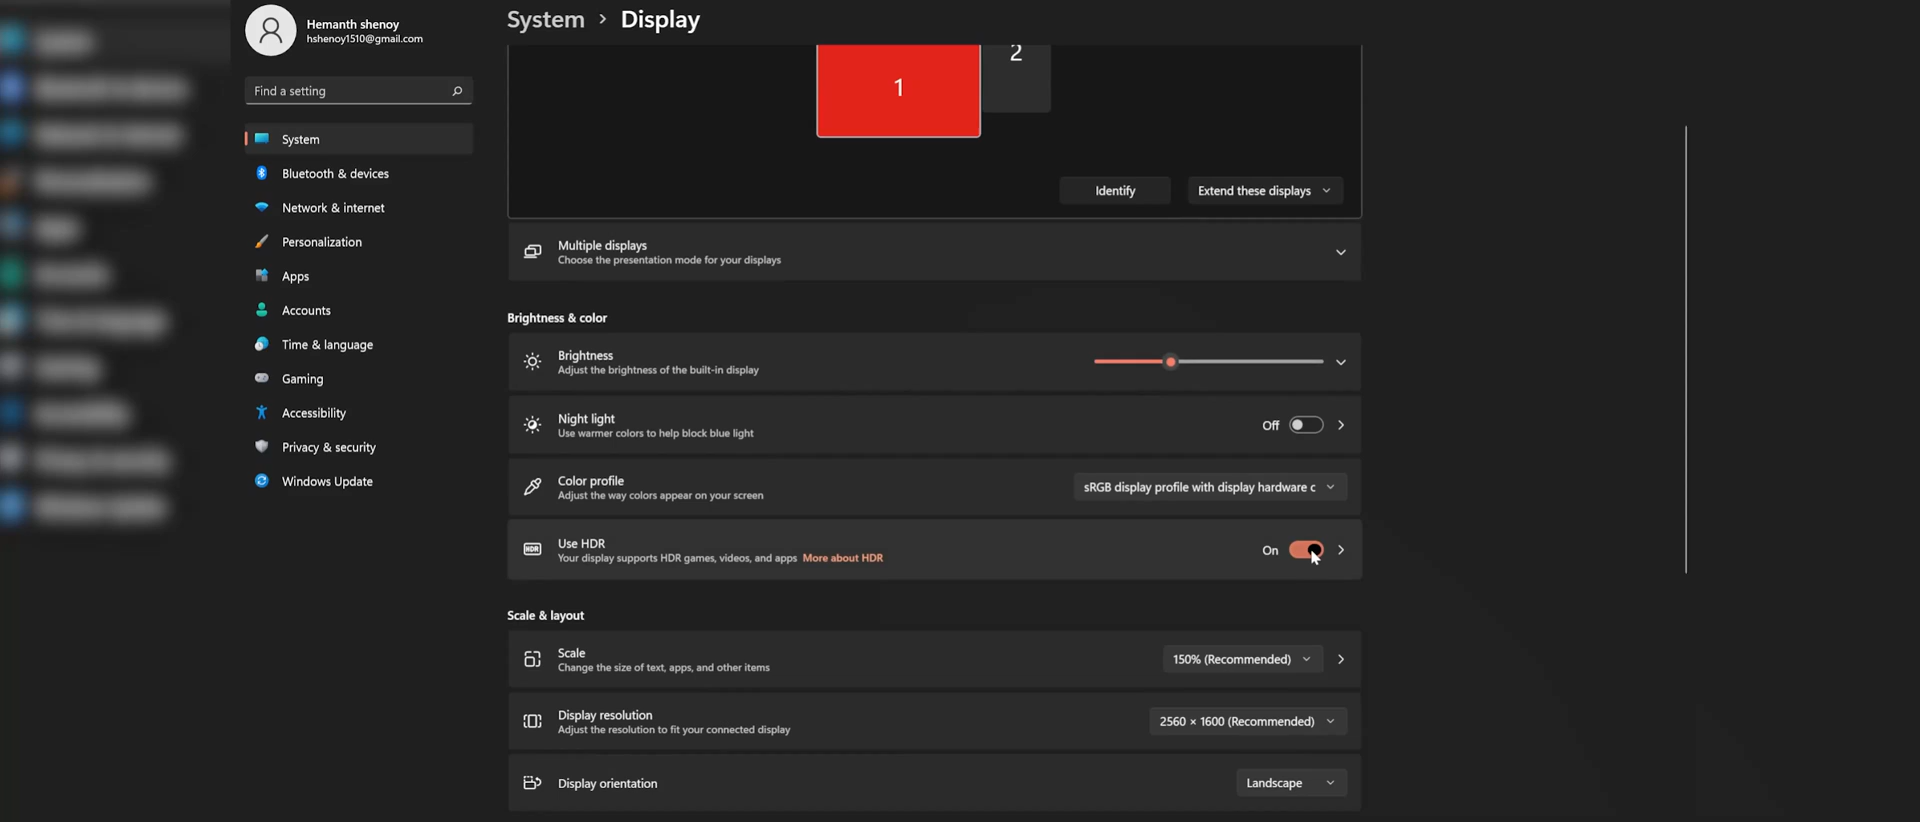 Hemanth shenoy
hshenoy1510@gmail.com
Find a setting
System
Bluetooth & devices
Network & internet
Personalization
Apps
Accounts
Time & language
Gaming
Accessibility
Privacy & security
Windows Update
System > Display
1
2
Identify
Extend these displays
Multiple displays
Choose the presentation mode for your displays
Brightness & color
Brightness
Adjust the brightness of the built-in display
Night light
Use warmer colors to help block blue light
Off
Color profile
Adjust the way colors appear on your screen
sRGB display profile with display hardware c
HDR
Use HDR
Your display supports HDR games, videos, and apps More about HDR
On
Scale & layout
Scale
Change the size of text, apps, and other items
150% (Recommended)
Display resolution
Adjust the resolution to fit your connected display
2560 × 1600 (Recommended)
Display orientation
Landscape